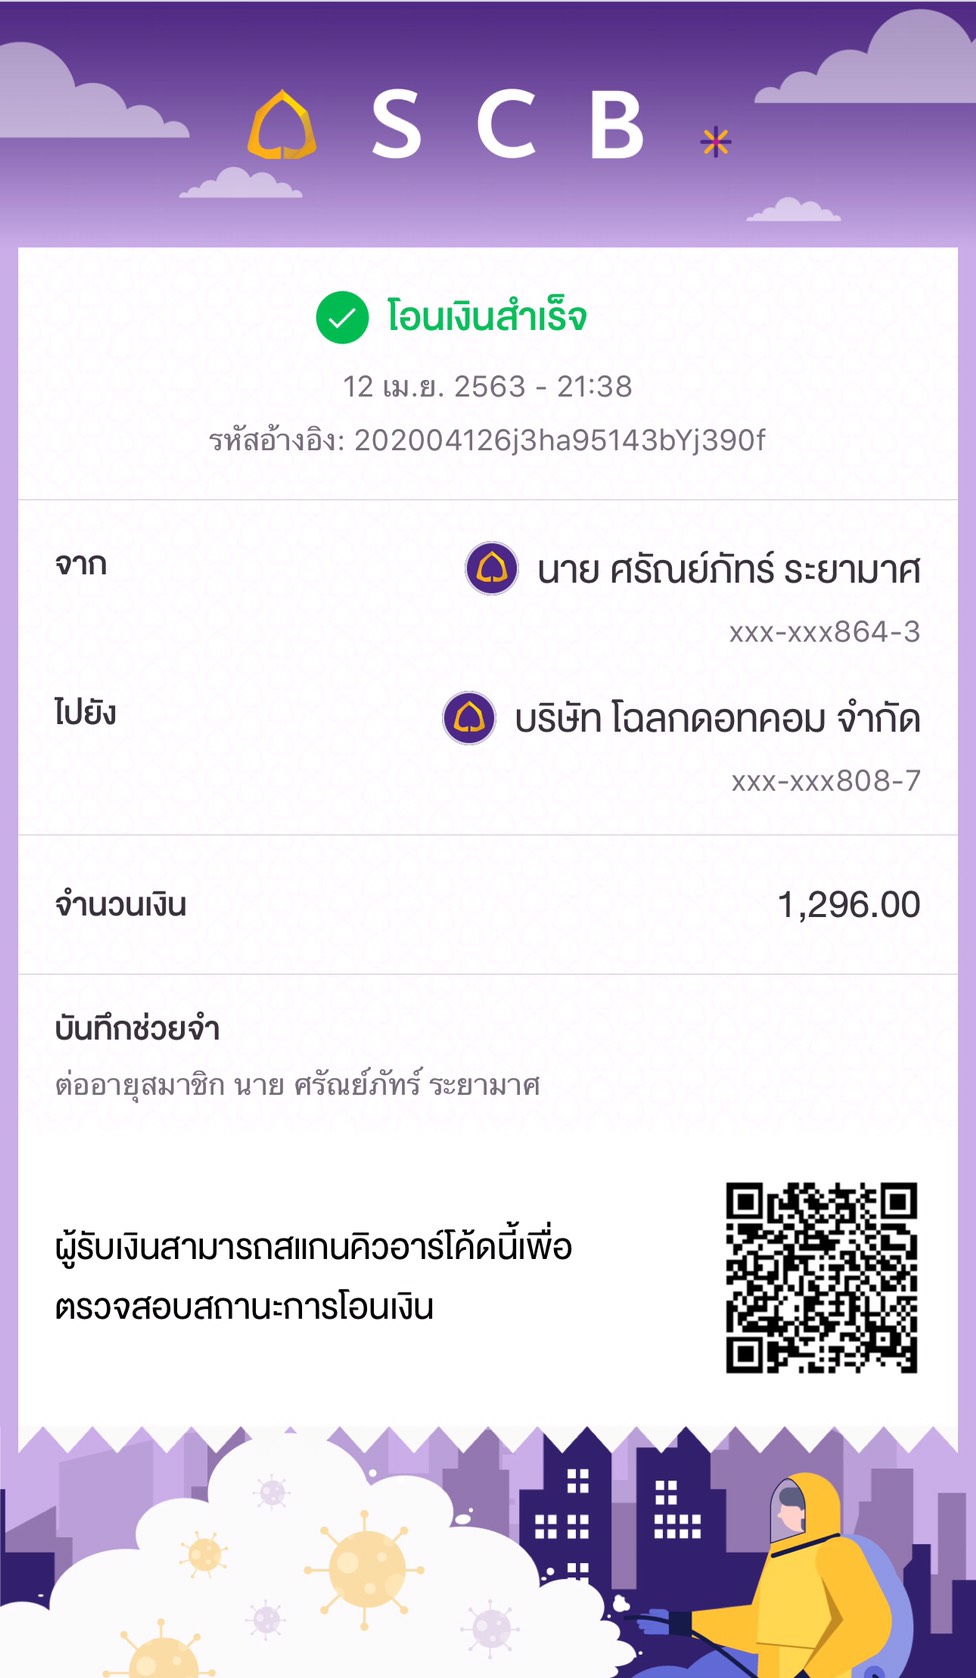 SCB
โอนเงินสำเร็จ
12 เม.ย. 2563 - 21:38
รหัสอ้างอิง: 202004126j3ha95143bYj390f
จาก
นาย ศรัณย์ภัทร์ ระยามาศ
xxx-xxx864-3
ไปยัง
บริษัท โฉลกดอทคอม จำกัด
xxx-xxx808-7
จำนวนเงิน
1,296.00
บันทึกช่วยจำ
ต่ออายุสมาชิก นาย ศรัณย์ภัทร์ ระยามาศ
ผู้รับเงินสามารถสแกนคิวอาร์โค้ดนี้เพื่อ
ตรวจสอบสถานะการโอนเงิน